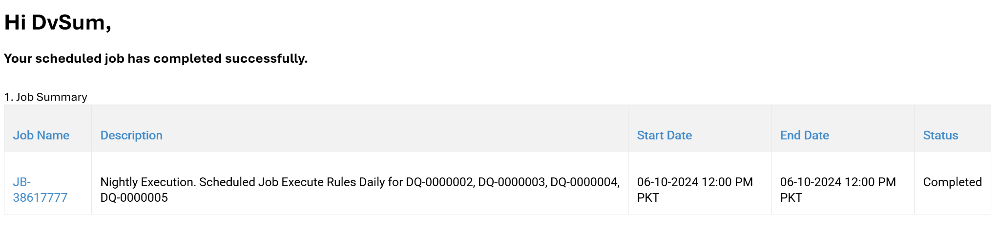 Hi DvSum,
Your scheduled job has completed successfully.
1. Job Summary
Job Name Description Start Date End Date Status
JB- Nightly Execution. Scheduled Job Execute Rules Daily for DQ-0000002, DQ-0000003, DQ-0000004, 06-10-2024 12:00 PM 06-10-2024 12:00 PM Completed
38617777 DQ-0000005 PKT PKT